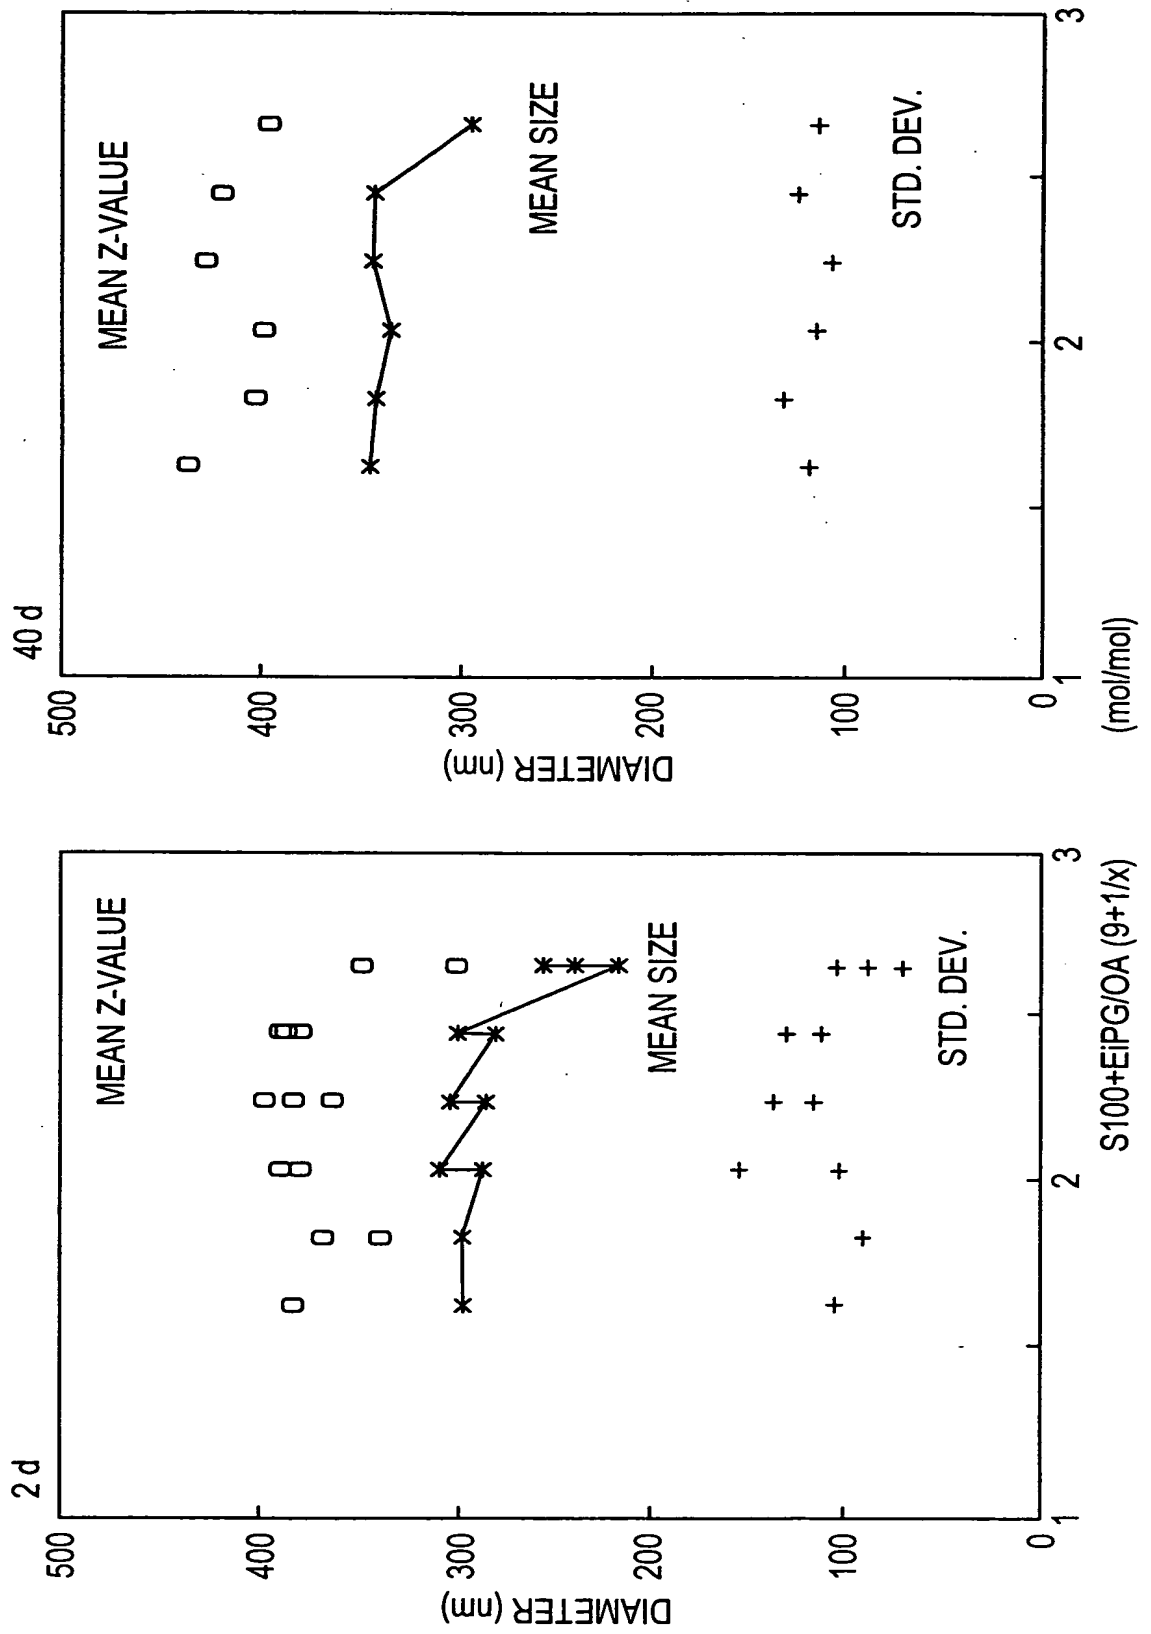 2 d
DIAMETER (nm)
500
400
300
200
100
0
MEAN Z-VALUE
MEAN SIZE
STD. DEV.
1
2
3
S100+EiPG/OA (9+1/x)
40 d
DIAMETER (nm)
500
400
300
200
100
0
MEAN Z-VALUE
MEAN SIZE
STD. DEV.
1
2
3
(mol/mol)